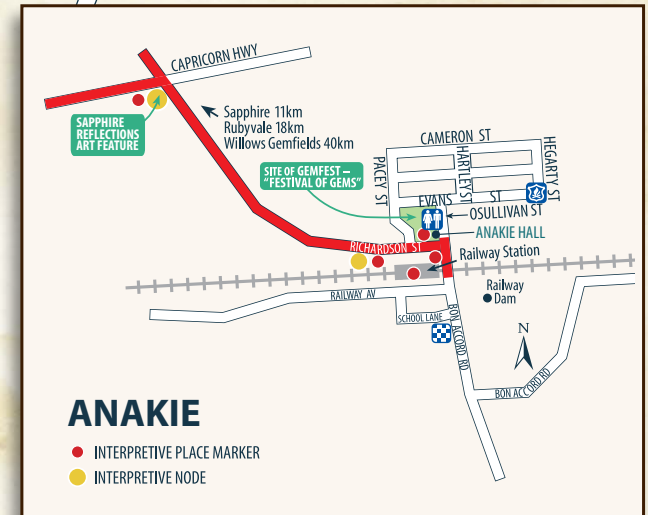 CAPRICORN HWY
SAPPHIRE
REFLECTIONS
ART FEATURE
Sapphire 11km
Rubyvale 18km
Willows Gemfields 40km
CAMERON ST
PACEY ST
HARTLEY ST
HEGARTY ST
SITE OF GEMFEST –
“FESTIVAL OF GEMS”
EVANS ST
OSULLIVAN ST
ANAKIE HALL
RICHARDSON ST
Railway Station
RAILWAY AV
Railway
Dam
SCHOOL LANE
BON ACCORD RD
N
BON ACCORD RD
ANAKIE
INTERPRETIVE PLACE MARKER
INTERPRETIVE NODE